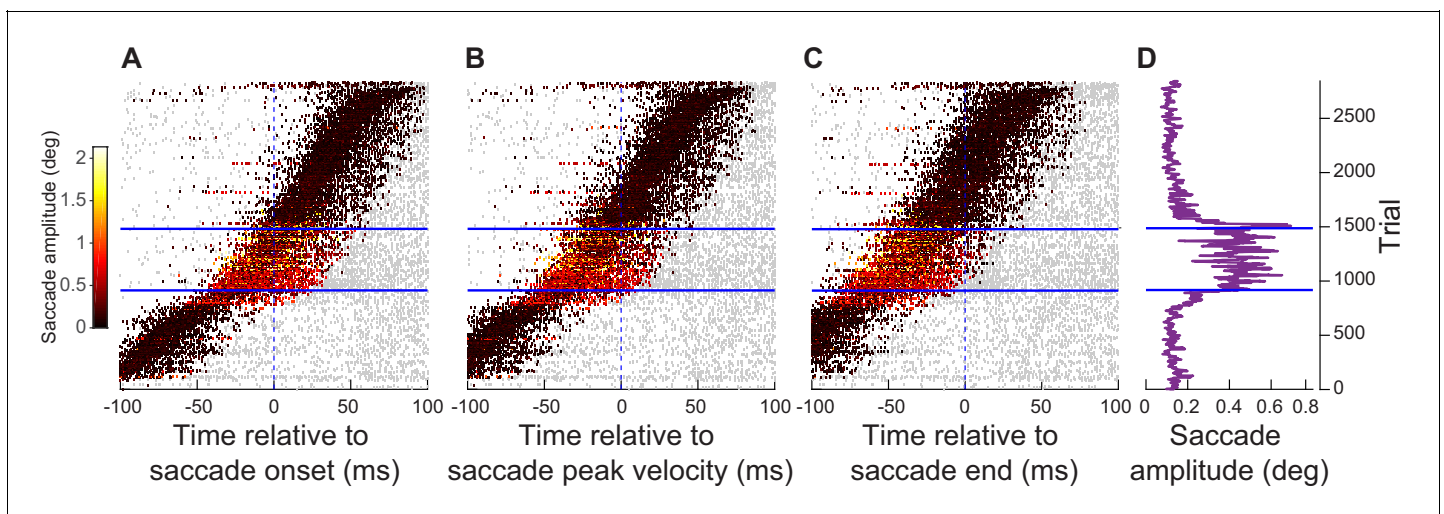 A
B
C
D
Saccade amplitude (deg)
2
1.5
1
0.5
0
-100 -50 0 50 100
Time relative to
saccade onset (ms)
-100 -50 0 50 100
Time relative to
saccade peak velocity (ms)
-100 -50 0 50 100
Time relative to
saccade end (ms)
0 0.2 0.4 0.6 0.8
Saccade
amplitude (deg)
2500
2000
1500
1000
500
0
Trial